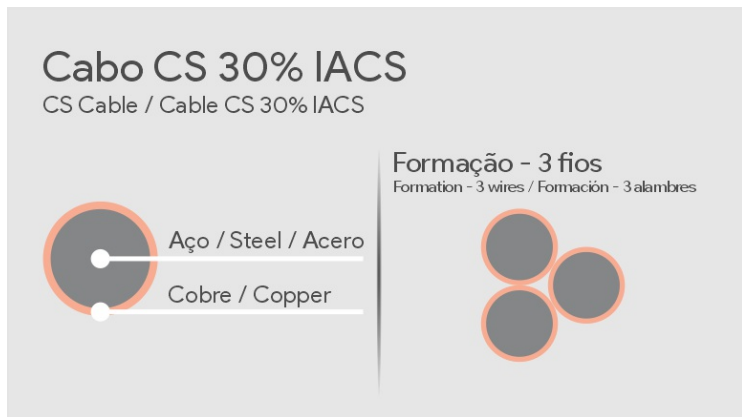 Cabo CS 30% IACS
CS Cable / Cable CS 30% IACS
Aço / Steel / Acero
Cobre / Copper
Formação - 3 fios
Formation - 3 wires / Formación - 3 alambres